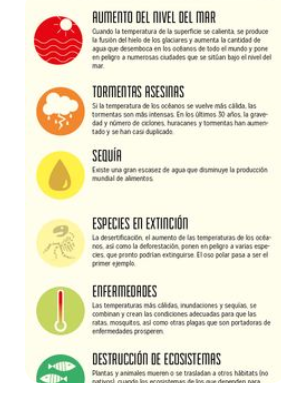 AUMENTO DEL NIVEL DEL MAR
Cuando la temperatura de la superficie se calienta, se produce
la fusión del hielo de los glaciares y aumenta la cantidad de
agua que desemboca en los océanos de todo el mundo y pone
en peligro a numerosas ciudades que se sitúan bajo el nivel del
mar.
TORMENTAS ASESINAS
Si la temperatura de los océanos se vuelve más cálida, las
tormentas son más intensas. En los últimos 30 años, la grave-
dad y número de ciclones, huracanes y tormentas han aumen-
tado y se han casi duplicado.
SEQUÍA
Existe una gran escasez de agua que disminuye la producción
mundial de alimentos.
ESPECIES EN EXTINCIÓN
La desertificación, el aumento de las temperaturas de los océa-
nos, así como la deforestación, ponen en peligro a varias espe-
cies, que pronto podrían extinguirse. El oso polar pasa a ser el
primer ejemplo.
ENFERMEDADES
Las temperaturas más cálidas, inundaciones y sequías, se
combinan y crean las condiciones adecuadas para que las
ratas, mosquitos, así como otras plagas que son portadoras de
enfermedades prosperen.
DESTRUCCIÓN DE ECOSISTEMAS
Plantas y animales mueren o se trasladan a otros hábitats (no
nativos), cuando los ecosistemas de los que dependen para